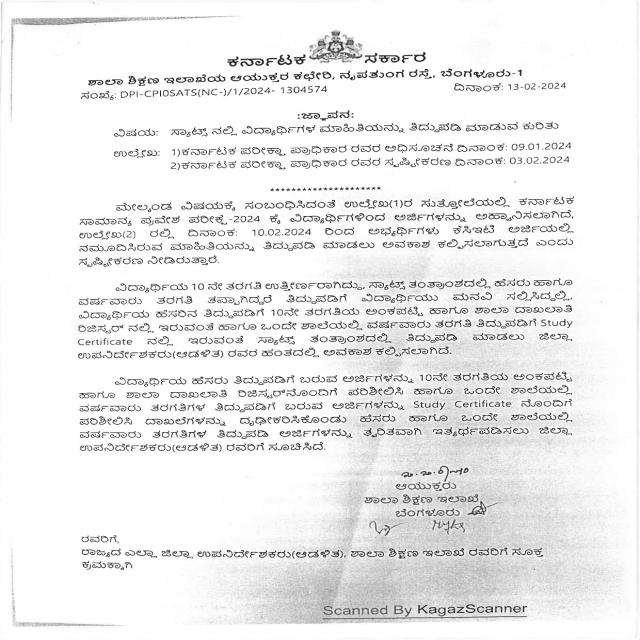 ಕರ್ನಾಟಕ ಸರ್ಕಾರ
ಶಾಲಾ ಶಿಕ್ಷಣ ಇಲಾಖೆಯ ಆಯುಕ್ತರ ಕಛೇರಿ, ನೃಪತುಂಗ ರಸ್ತೆ, ಬೆಂಗಳೂರು-1
ಸಂಖ್ಯೆ: DPI-CPI0SATS(NC-)/1/2024- 1304574 ದಿನಾಂಕ: 13-02-2024
:ಜ್ಞಾಪನ:
ವಿಷಯ: ಸ್ಯಾಟ್ಸ್ ನಲ್ಲಿ ವಿದ್ಯಾರ್ಥಿಗಳ ಮಾಹಿತಿಯನ್ನು ತಿದ್ದುಪಡಿ ಮಾಡುವ ಕುರಿತು
ಉಲ್ಲೇಖ: 1)ಕರ್ನಾಟಕ ಪರೀಕ್ಷಾ ಪ್ರಾಧಿಕಾರ ರವರ ಅಧಿಸೂಚನೆ ದಿನಾಂಕ: 09.01.2024
2)ಕರ್ನಾಟಕ ಪರೀಕ್ಷಾ ಪ್ರಾಧಿಕಾರ ರವರ ಸ್ಪಷ್ಟೀಕರಣ ದಿನಾಂಕ: 03.02.2024
*********************
ಮೇಲ್ಕಂಡ ವಿಷಯಕ್ಕೆ ಸಂಬಂಧಿಸಿದಂತೆ ಉಲ್ಲೇಖ(1)ರ ಸುತ್ತೋಲೆಯಲ್ಲಿ ಕರ್ನಾಟಕ
ಸಾಮಾನ್ಯ ಪ್ರವೇಶ ಪರೀಕ್ಷೆ-2024 ಕ್ಕೆ ವಿದ್ಯಾರ್ಥಿಗಳಿಂದ ಅರ್ಜಿಗಳನ್ನು ಅಹ್ವಾನಿಸಲಾಗಿದೆ.
ಉಲ್ಲೇಖ(2) ರಲ್ಲಿ ದಿನಾಂಕ: 10.02.2024 ರಿಂದ ಅಭ್ಯರ್ಥಿಗಳು ಕೆಸಿಇಟಿ ಅರ್ಜಿಯಲ್ಲಿ
ನಮೂದಿಸಿರುವ ಮಾಹಿತಿಯನ್ನು ತಿದ್ದುಪಡಿ ಮಾಡಲು ಅವಕಾಶ ಕಲ್ಪಿಸಲಾಗುತ್ತದೆ ಎಂದು
ಸ್ಪಷ್ಟೀಕರಣ ನೀಡಿರುತ್ತಾರೆ.
ವಿದ್ಯಾರ್ಥಿಯು 10 ನೇ ತರಗತಿ ಉತ್ತೀರ್ಣರಾಗಿದ್ದು, ಸ್ಯಾಟ್ಸ್ ತಂತ್ರಾಂಶದಲ್ಲಿ ಹೆಸರು ಹಾಗೂ
ವರ್ಷವಾರು ತರಗತಿ ತಪ್ಪಾಗಿದ್ದರೆ ತಿದ್ದುಪಡಿಗೆ ವಿದ್ಯಾರ್ಥಿಯು ಮನವಿ ಸಲ್ಲಿಸಿದ್ದಲ್ಲಿ,
ವಿದ್ಯಾರ್ಥಿಯ ಹೆಸರಿನ ತಿದ್ದುಪಡಿಗೆ 10ನೇ ತರಗತಿಯ ಅಂಕಪಟ್ಟಿ ಹಾಗೂ ಶಾಲಾ ದಾಖಲಾತಿ
ರಿಜಿಸ್ಟರ್ ನಲ್ಲಿ ಇರುವಂತೆ ಹಾಗೂ ಒಂದೇ ಶಾಲೆಯಲ್ಲಿ ವರ್ಷವಾರು ತರಗತಿ ತಿದ್ದುಪಡಿಗೆ Study
Certificate ನಲ್ಲಿ ಇರುವಂತೆ ಸ್ಯಾಟ್ಸ್ ತಂತ್ರಾಂಶದಲ್ಲಿ ತಿದ್ದುಪಡಿ ಮಾಡಲು ಜಿಲ್ಲಾ
ಉಪನಿರ್ದೇಶಕರು(ಆಡಳಿತ) ರವರ ಹಂತದಲ್ಲಿ ಅವಕಾಶ ಕಲ್ಪಿಸಲಾಗಿದೆ.
ವಿದ್ಯಾರ್ಥಿಯ ಹೆಸರು ತಿದ್ದುಪಡಿಗೆ ಬರುವ ಅರ್ಜಿಗಳನ್ನು 10ನೇ ತರಗತಿಯ ಅಂಕಪಟ್ಟಿ
ಹಾಗೂ ಶಾಲಾ ದಾಖಲಾತಿ ರಿಜಿಸ್ಟರ್‌ನೊಂದಿಗೆ ಪರಿಶೀಲಿಸಿ ಹಾಗೂ ಒಂದೇ ಶಾಲೆಯಲ್ಲಿ
ವರ್ಷವಾರು ತರಗತಿಗಳ ತಿದ್ದುಪಡಿಗೆ ಬರುವ ಅರ್ಜಿಗಳನ್ನು Study Certificate ನೊಂದಿಗೆ
ಪರಿಶೀಲಿಸಿ ದಾಖಲೆಗಳನ್ನು ದೃಢೀಕರಿಸಿಕೊಂಡು ಹೆಸರು ಹಾಗೂ ಒಂದೇ ಶಾಲೆಯಲ್ಲಿ
ವರ್ಷವಾರು ತರಗತಿಗಳ ತಿದ್ದುಪಡಿ ಅರ್ಜಿಗಳನ್ನು ತ್ವರಿತವಾಗಿ ಇತ್ಯರ್ಥಪಡಿಸಲು ಜಿಲ್ಲಾ
ಉಪನಿರ್ದೇಶಕರು(ಆಡಳಿತ) ರವರಿಗೆ ಸೂಚಿಸಿದೆ.
ಆಯುಕ್ತರು
ಶಾಲಾ ಶಿಕ್ಷಣ ಇಲಾಖೆ
ಬೆಂಗಳೂರು
ರವರಿಗೆ,
ರಾಜ್ಯದ ಎಲ್ಲಾ ಜಿಲ್ಲಾ ಉಪನಿರ್ದೇಶಕರು(ಆಡಳಿತ), ಶಾಲಾ ಶಿಕ್ಷಣ ಇಲಾಖೆ ರವರಿಗೆ ಸೂಕ್ತ
ಕ್ರಮಕ್ಕಾಗಿ
Scanned By KagazScanner